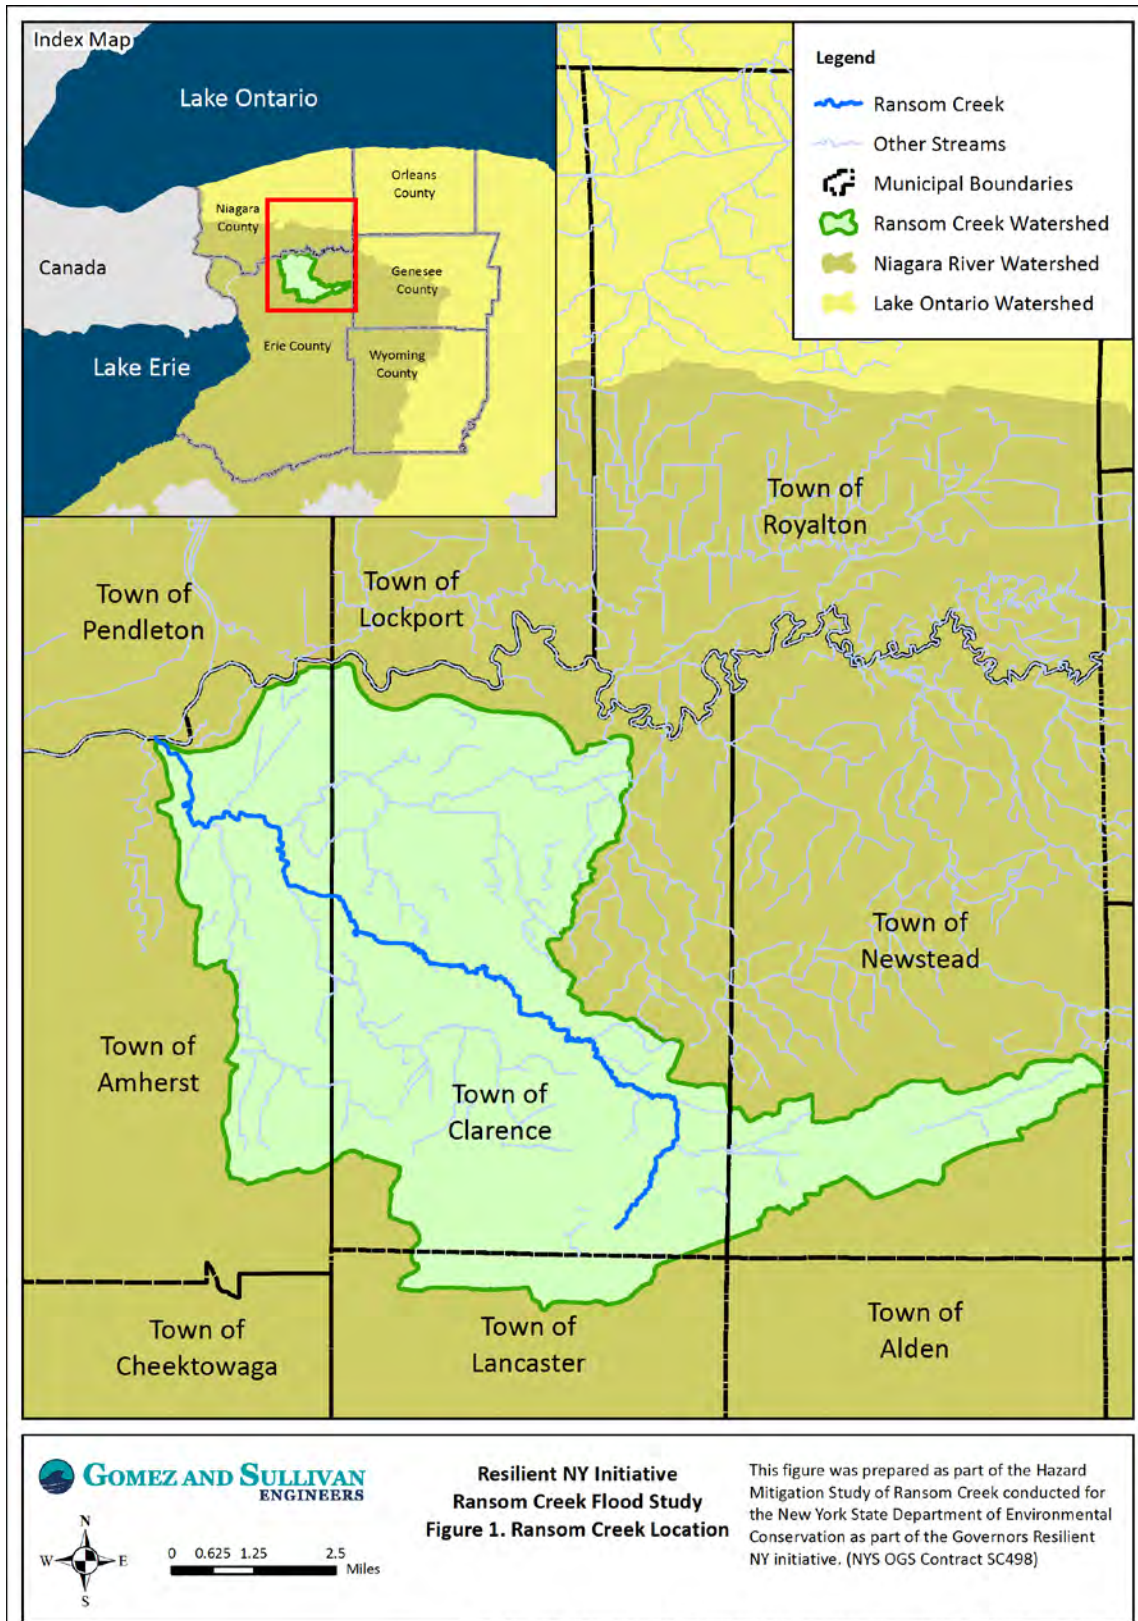 Index Map
Lake Ontario
Orleans
County
Niagara
County
Canada
Genesee
County
Erie County
Lake Erie
Wyoming
County
Legend
Ransom Creek
Other Streams
Municipal Boundaries
Ransom Creek Watershed
Niagara River Watershed
Lake Ontario Watershed
Town of
Royalton
Town of
Pendleton
Town of
Lockport
Town of
Newstead
Town of
Amherst
Town of
Clarence
Town of
Cheektowaga
Town of
Lancaster
Town of
Alden
GOMEZ AND SULLIVAN
ENGINEERS
N
W E
S
0 0.625 1.25 2.5
Miles
Resilient NY Initiative
Ransom Creek Flood Study
Figure 1. Ransom Creek Location
This figure was prepared as part of the Hazard
Mitigation Study of Ransom Creek conducted for
the New York State Department of Environmental
Conservation as part of the Governors Resilient
NY initiative. (NYS OGS Contract SC498)